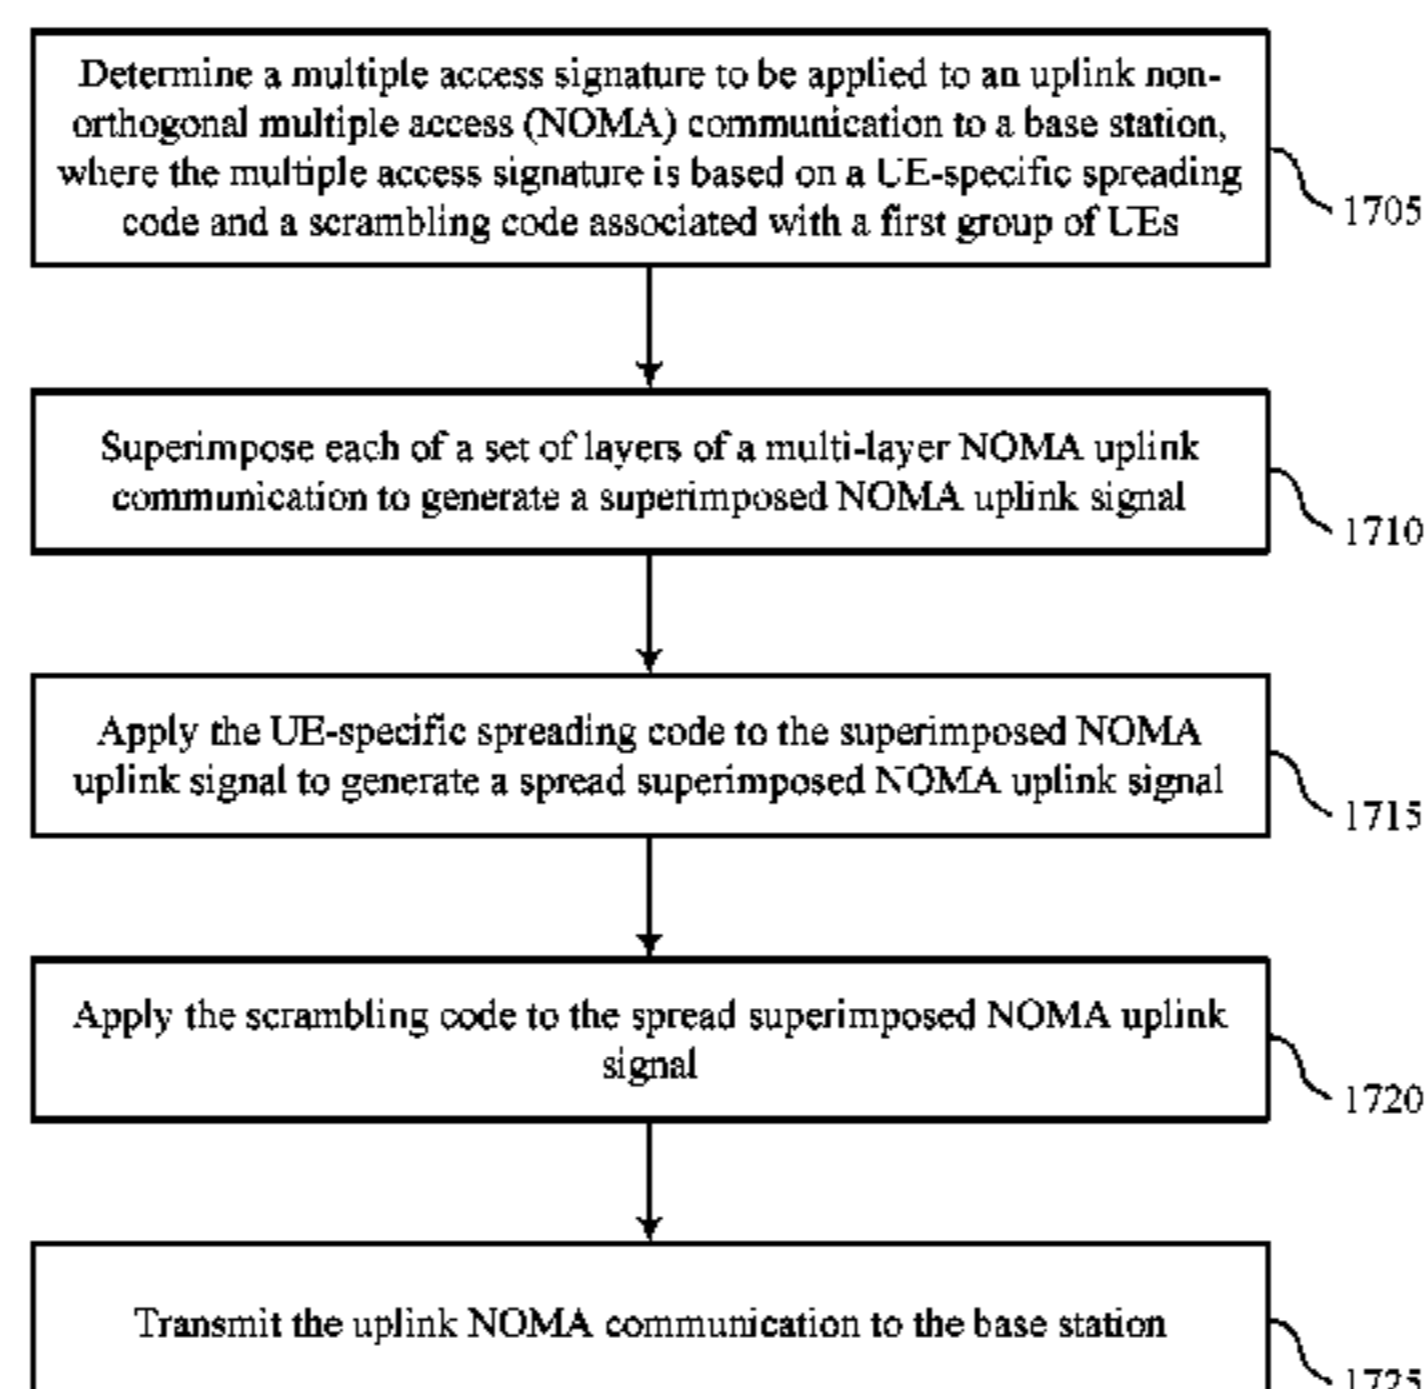 Determine a multiple access signature to be applied to an uplink non-
orthogonal multiple access (NOMA) communication to a base station,
where the multiple access signature is based on a UE-specific spreading
code and a scrambling code associated with a first group of UEs
1705
Superimpose each of a set of layers of a multi-layer NOMA uplink
communication to generate a superimposed NOMA uplink signal
1710
Apply the UE-specific spreading code to the superimposed NOMA
uplink signal to generate a spread superimposed NOMA uplink signal
1715
Apply the scrambling code to the spread superimposed NOMA uplink
signal
1720
Transmit the uplink NOMA communication to the base station
1725